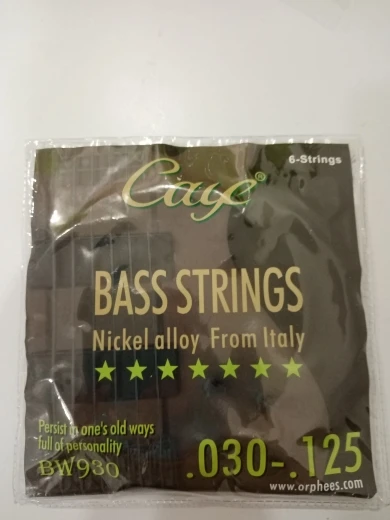 6-Strings
Caye®
BASS STRINGS
Nickel alloy From Italy
Persist in one's old ways
full of personality
BW930
.030-.125
www.orphees.com